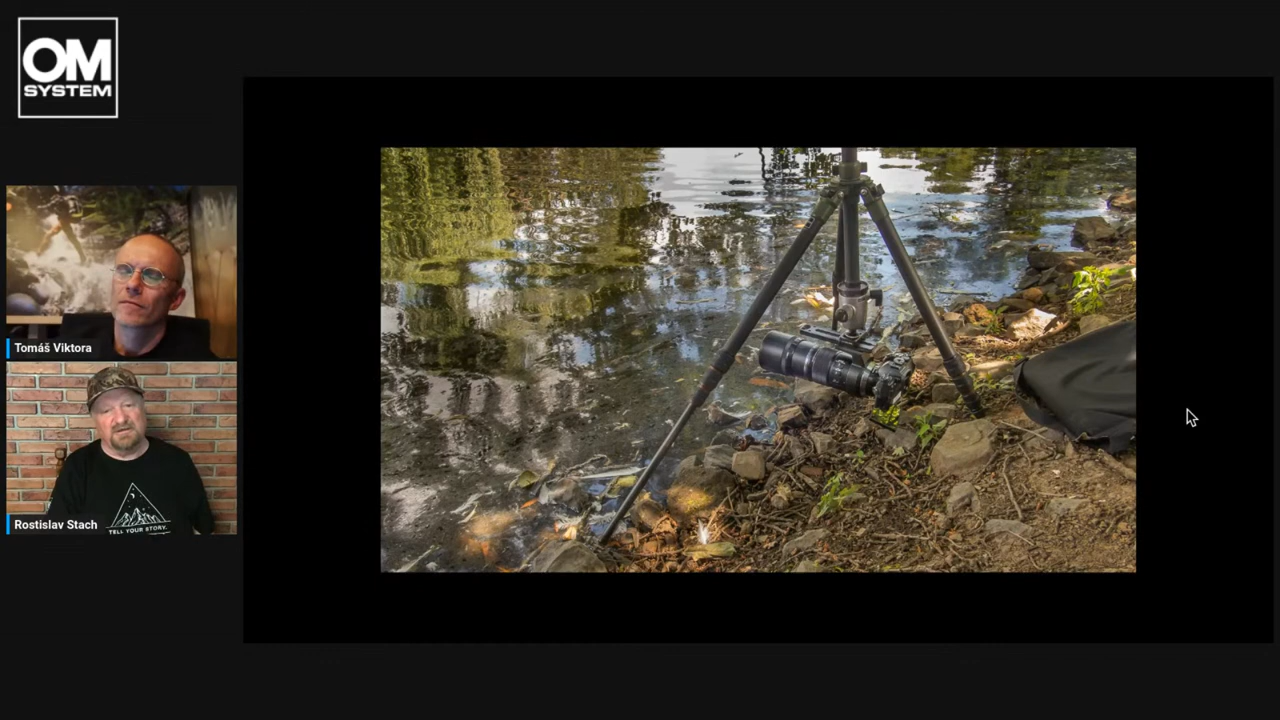 OM
SYSTEM
Tomáš Viktora
Rostislav Stach
TELL YOUR STORY.